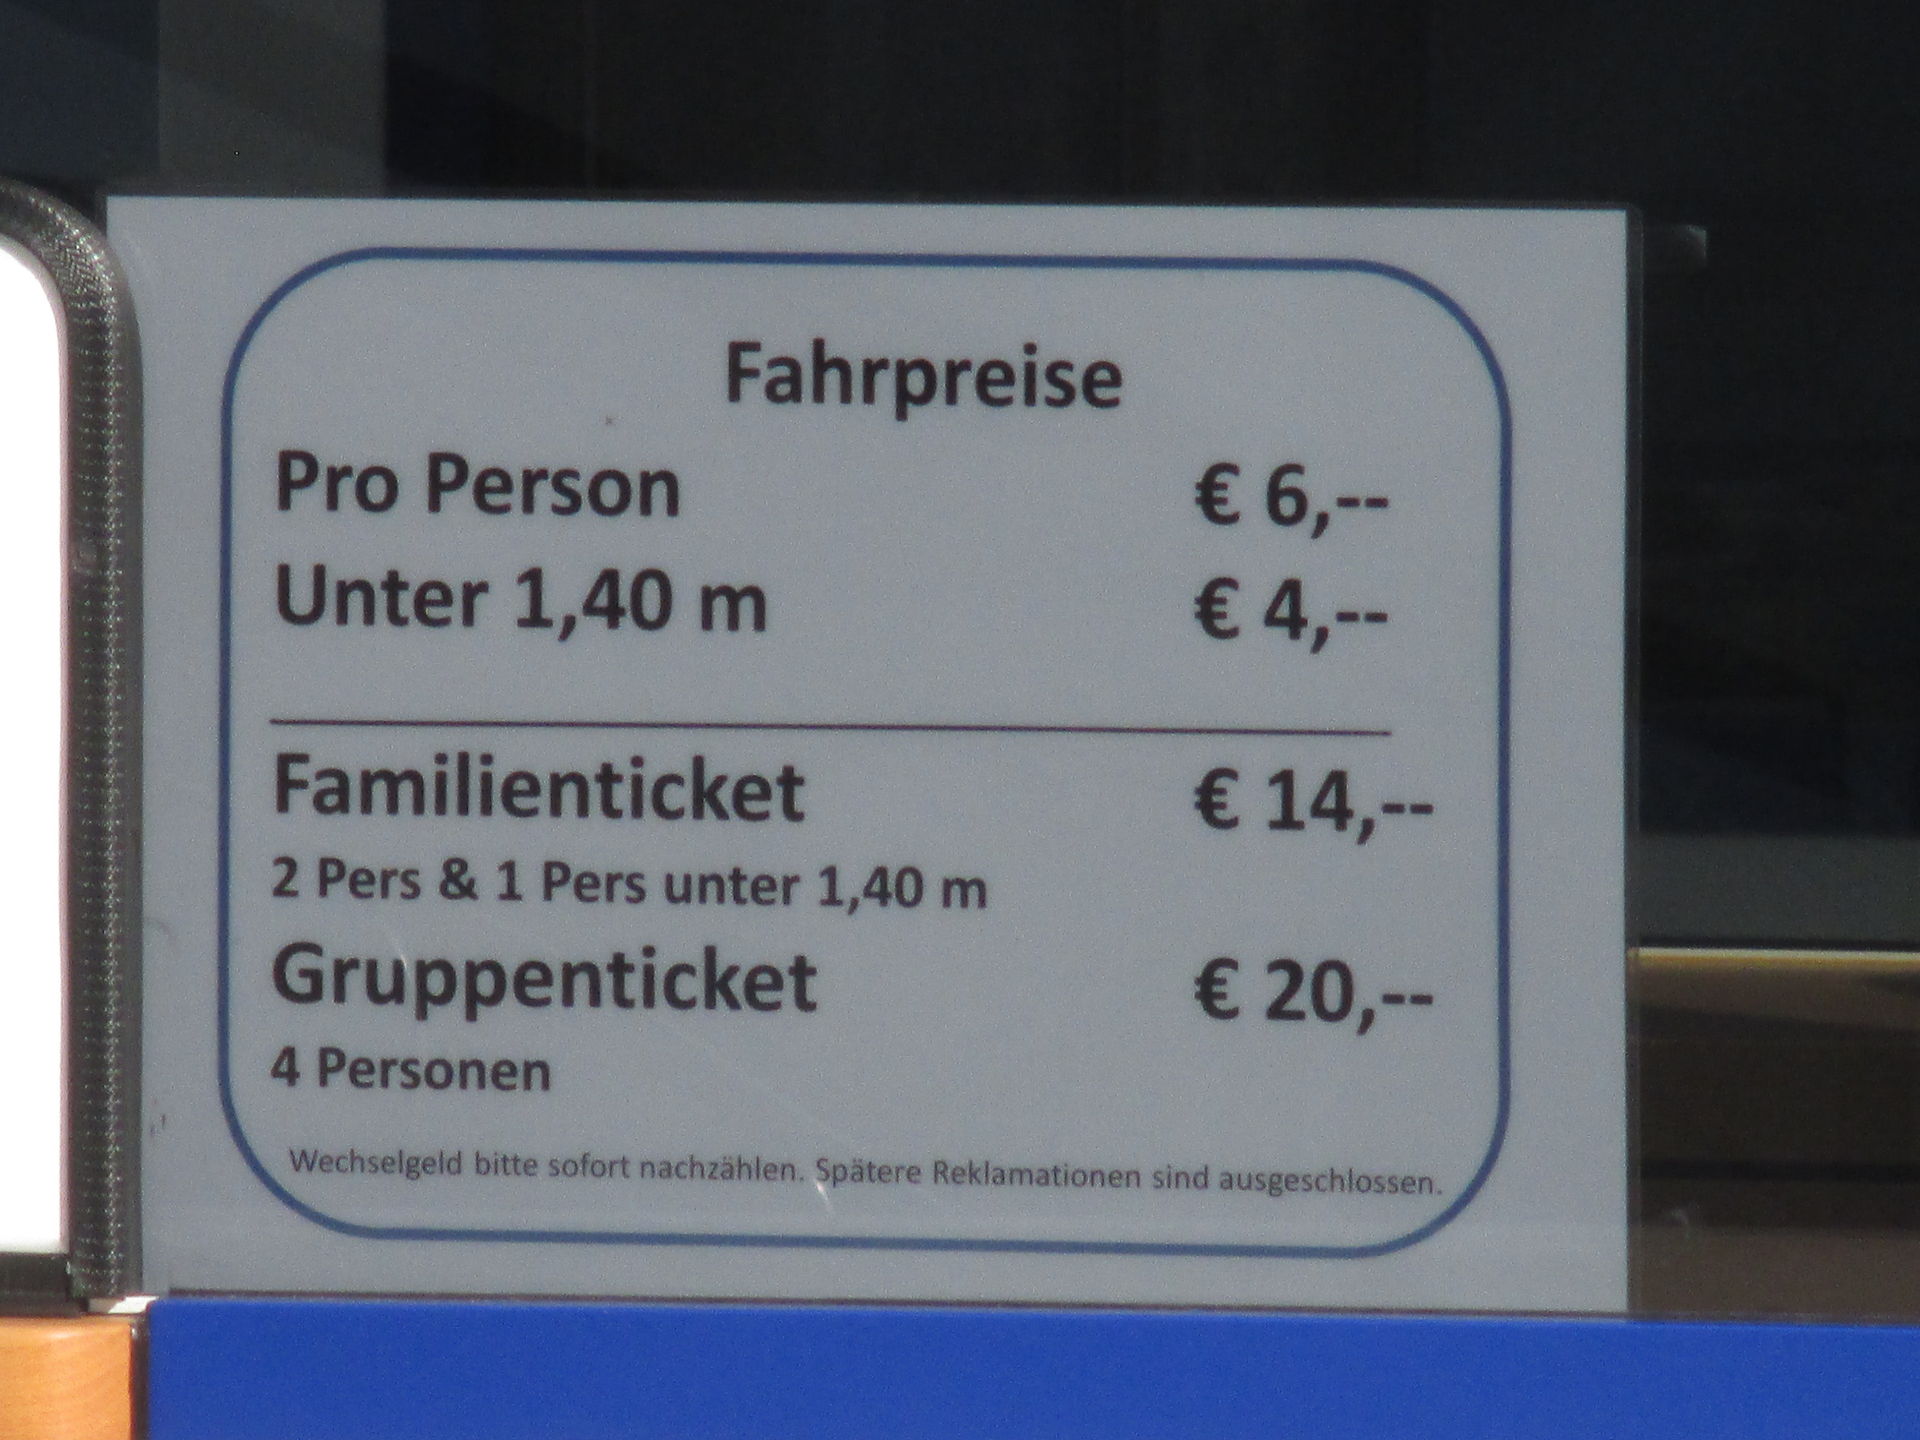 Fahrpreise
Pro Person € 6,--
Unter 1,40 m € 4,--
Familienticket € 14,--
2 Pers & 1 Pers unter 1,40 m
Gruppenticket € 20,--
4 Personen
Wechselgeld bitte sofort nachzählen. Spätere Reklamationen sind ausgeschlossen.